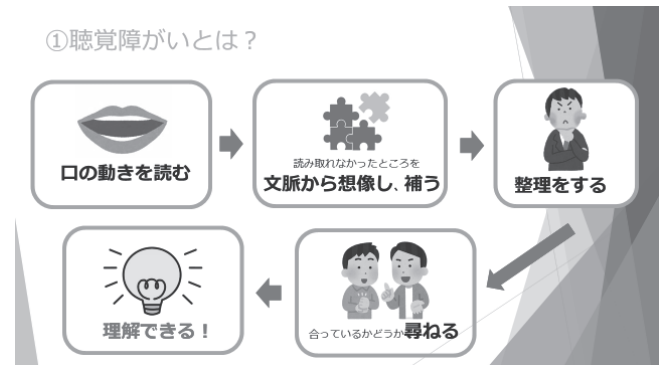 ①聴覚障がいとは？
口の動きを読む
読み取れなかったところを
文脈から想像し、補う
整理をする
合っているかどうか尋ねる
理解できる！